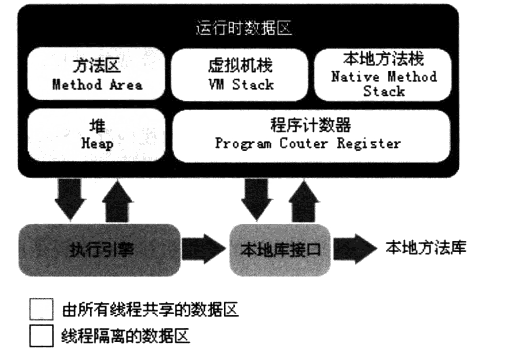 运行时数据区
方法区
Method Area
虚拟机栈
VM Stack
本地方法栈
Native Method
Stack
堆
Heap
程序计数器
Program Couter Register
执行引擎
本地库接口
本地方法库
由所有线程共享的数据区
线程隔离的数据区